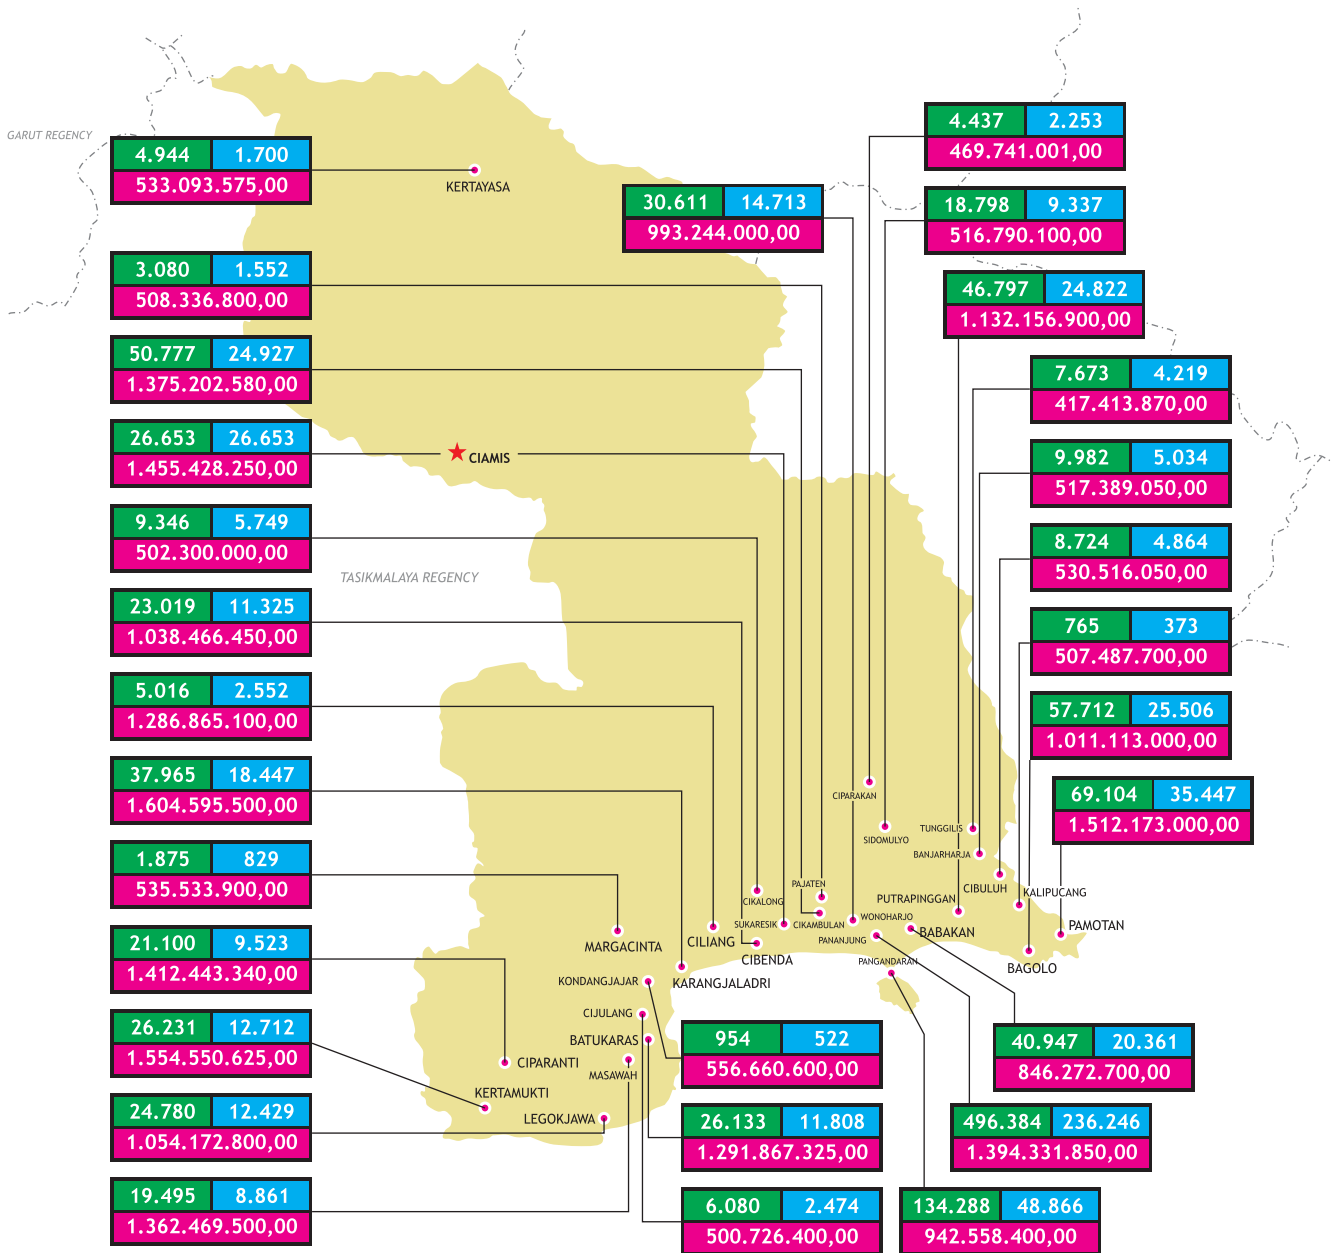 GARUT REGENCY
4.944 1.700
533.093.575,00
KERTAYASA
3.080 1.552
508.336.800,00
50.777 24.927
1.375.202.580,00
26.653 26.653
1.455.428.250,00
CIAMIS
9.346 5.749
502.300.000,00
TASIKMALAYA REGENCY
23.019 11.325
1.038.466.450,00
5.016 2.552
1.286.865.100,00
37.965 18.447
1.604.595.500,00
1.875 829
535.533.900,00
21.100 9.523
1.412.443.340,00
26.231 12.712
1.554.550.625,00
24.780 12.429
1.054.172.800,00
19.495 8.861
1.362.469.500,00
30.611 14.713
993.244.000,00
4.437 2.253
469.741.001,00
18.798 9.337
516.790.100,00
46.797 24.822
1.132.156.900,00
7.673 4.219
417.413.870,00
9.982 5.034
517.389.050,00
8.724 4.864
530.516.050,00
765 373
507.487.700,00
57.712 25.506
1.011.113.000,00
69.104 35.447
1.512.173.000,00
CIPARAKAN
SIDOMULYO
TUNGGILIS
BANJARHARJA
CIBULUH
KALIPUCANG
PUTRAPINGGAN
PAJATEN
CIKALONG
SUKARESIK
CIKAMBULAN
WONOHARJO
BABAKAN
PAMOTAN
PANANJUNG
MARGACINTA
CILIANG
CIBENDA
PANGANDARAN
BAGOLO
KONDANGJAJAR
KARANGJALADRI
CIJULANG
BATUKARAS
CIPARANTI
MASAWAH
KERTAMUKTI
LEGOKJAWA
954 522
556.660.600,00
26.133 11.808
1.291.867.325,00
6.080 2.474
500.726.400,00
40.947 20.361
846.272.700,00
496.384 236.246
1.394.331.850,00
134.288 48.866
942.558.400,00